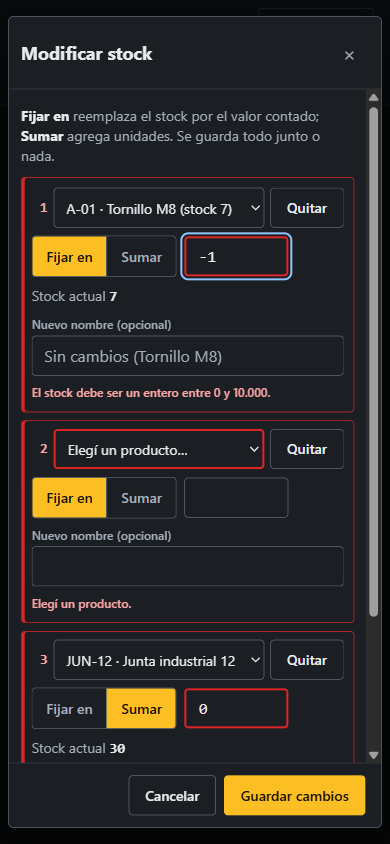 Modificar stock ×
Fijar en reemplaza el stock por el valor contado;
Sumar agrega unidades. Se guarda todo junto o
nada.
1 A-01 · Tornillo M8 (stock 7) Quitar
Fijar en Sumar -1
Stock actual 7
Nuevo nombre (opcional)
Sin cambios (Tornillo M8)
El stock debe ser un entero entre 0 y 10.000.
2 Elegí un producto... Quitar
Fijar en Sumar
Nuevo nombre (opcional)
Elegí un producto.
3 JUN-12 · Junta industrial 12 Quitar
Fijar en Sumar 0
Stock actual 30
Cancelar Guardar cambios